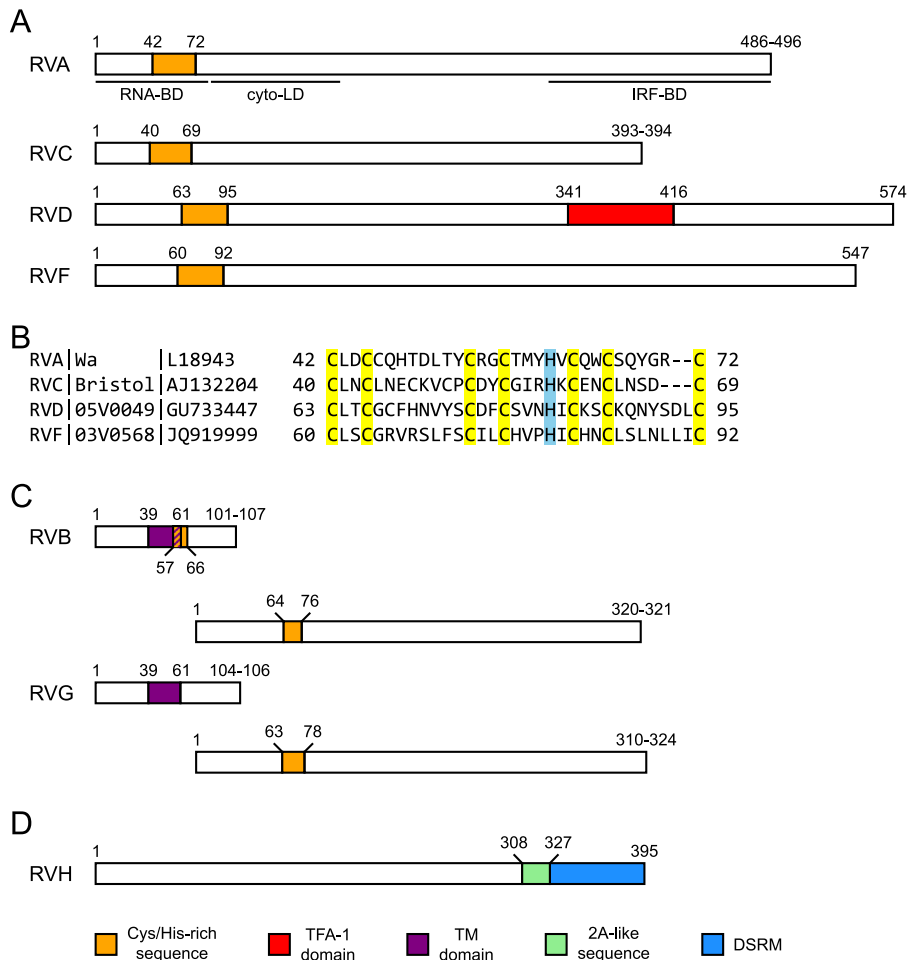 A
1 42 72 486-496
RVA
RNA-BD cyto-LD IRF-BD
1 40 69 393-394
RVC
1 63 95 341 416 574
RVD
1 60 92 547
RVF
B
RVA|Wa |L18943 42 CLDCCQHTDLTYCRGCTMYHVCQWCSQYGR--C 72
RVC|Bristol|AJ132204 40 CLNCLNECKVCPCDYCGIRHKCENCLNSD---C 69
RVD|05V0049|GU733447 63 CLTCGCFHNVYSCDFCSVNHICKSCKQNYSDLC 95
RVF|03V0568|JQ919999 60 CLSCGRVRSLFSCILCHVPHICHNCLSLNLLIC 92
C
1 39 61 101-107
RVB
57 66
1 64 76 320-321
1 39 61 104-106
RVG
1 63 78 310-324
D
1 308 327 395
RVH
Cys/His-rich sequence
TFA-1 domain
TM domain
2A-like sequence
DSRM